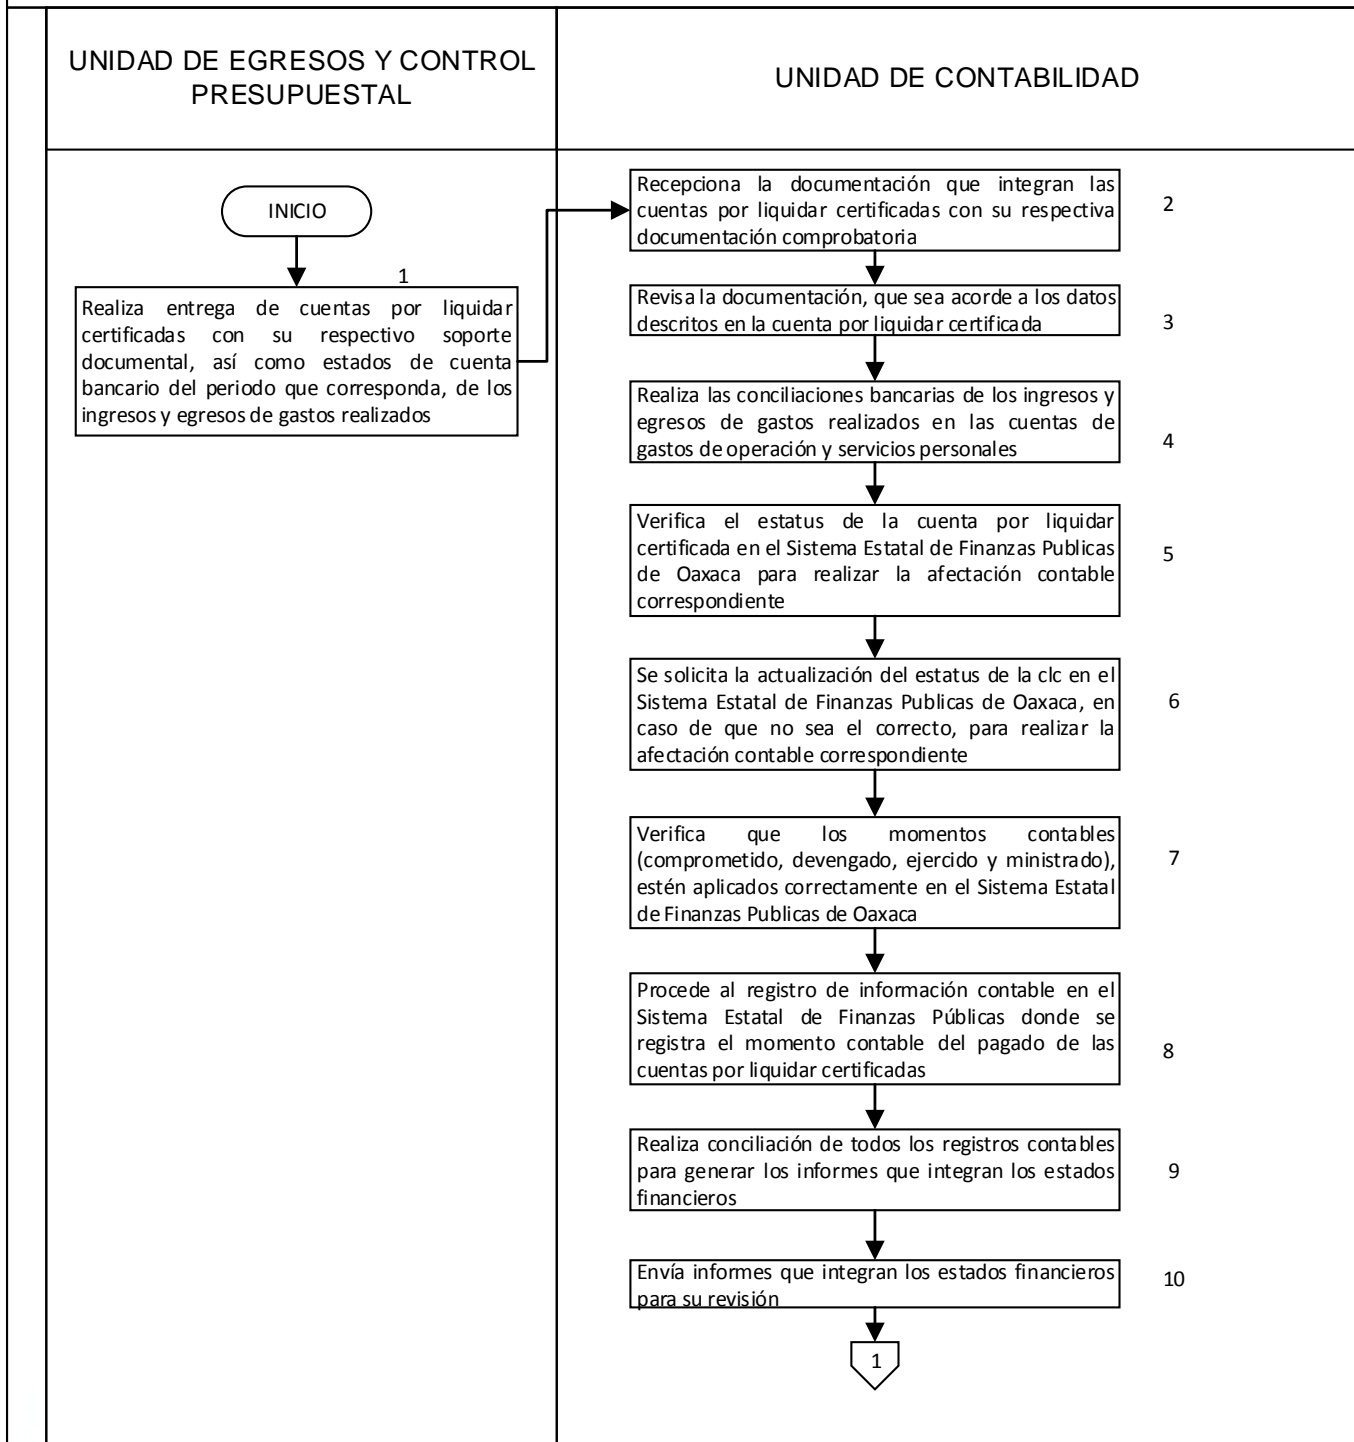 UNIDAD DE EGRESOS Y CONTROL
PRESUPUESTAL
UNIDAD DE CONTABILIDAD
INICIO
1
Realiza entrega de cuentas por liquidar
certificadas con su respectivo soporte
documental, así como estados de cuenta
bancario del periodo que corresponda, de los
ingresos y egresos de gastos realizados
Recepciona la documentación que integran las
cuentas por liquidar certificadas con su respectiva
documentación comprobatoria
2
Revisa la documentación, que sea acorde a los datos
descritos en la cuenta por liquidar certificada
3
Realiza las conciliaciones bancarias de los ingresos y
egresos de gastos realizados en las cuentas de
gastos de operación y servicios personales
4
Verifica el estatus de la cuenta por liquidar
certificada en el Sistema Estatal de Finanzas Publicas
de Oaxaca para realizar la afectación contable
correspondiente
5
Se solicita la actualización del estatus de la clc en el
Sistema Estatal de Finanzas Publicas de Oaxaca, en
caso de que no sea el correcto, para realizar la
afectación contable correspondiente
6
Verifica que los momentos contables
(comprometido, devengado, ejercido y ministrado),
estén aplicados correctamente en el Sistema Estatal
de Finanzas Publicas de Oaxaca
7
Procede al registro de información contable en el
Sistema Estatal de Finanzas Públicas donde se
registra el momento contable del pagado de las
cuentas por liquidar certificadas
8
Realiza conciliación de todos los registros contables
para generar los informes que integran los estados
financieros
9
Envía informes que integran los estados financieros
para su revisión
10
1